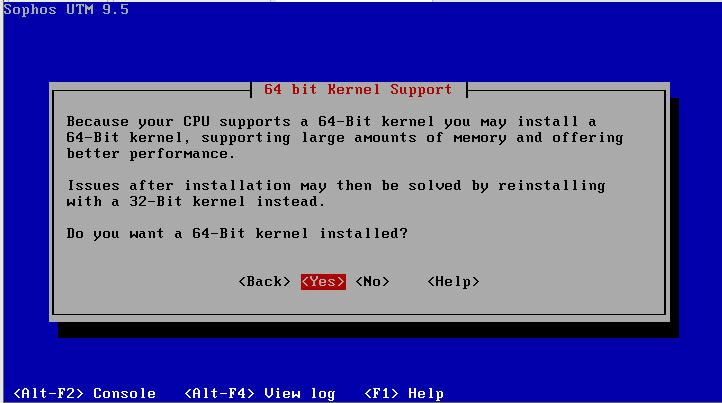 Sophos UTM 9.5
64 bit Kernel Support
Because your CPU supports a 64-Bit kernel you may install a
64-Bit kernel, supporting large amounts of memory and offering
better performance.
Issues after installation may then be solved by reinstalling
with a 32-Bit kernel instead.
Do you want a 64-Bit kernel installed?
<Back> <Yes> <No> <Help>
<Alt-F2> Console <Alt-F4> View log <F1> Help